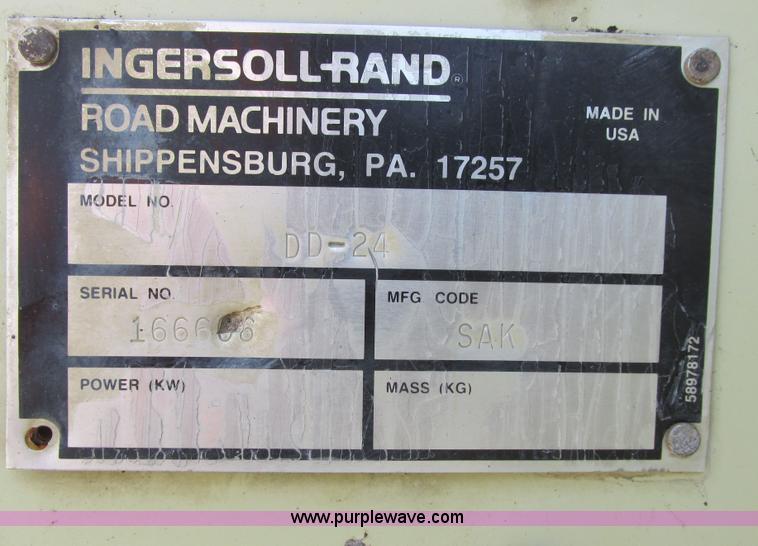 INGERSOLL-RAND®
ROAD MACHINERY
SHIPPENSBURG, PA. 17257
MADE IN
USA
MODEL NO.
DD-24
SERIAL NO.
MFG CODE
SAK
POWER (KW)
MASS (KG)
58978172
www.purplewave.com